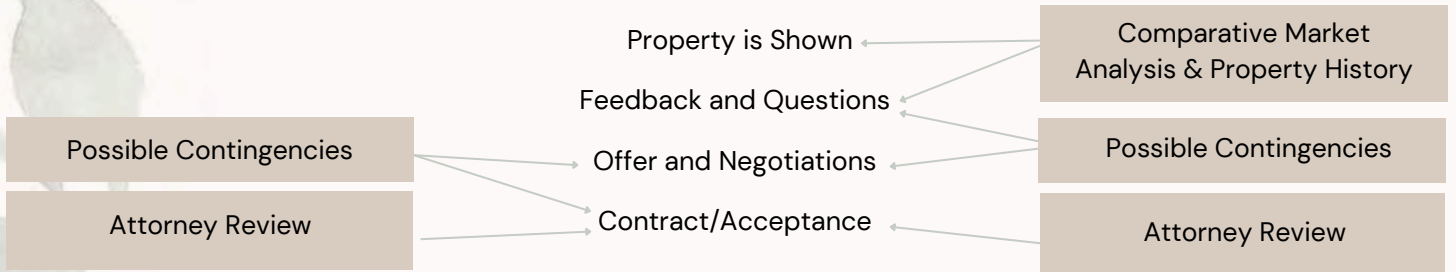 Possible Contingencies
Attorney Review
Property is Shown
Feedback and Questions
Offer and Negotiations
Contract/Acceptance
Comparative Market
Analysis & Property History
Possible Contingencies
Attorney Review